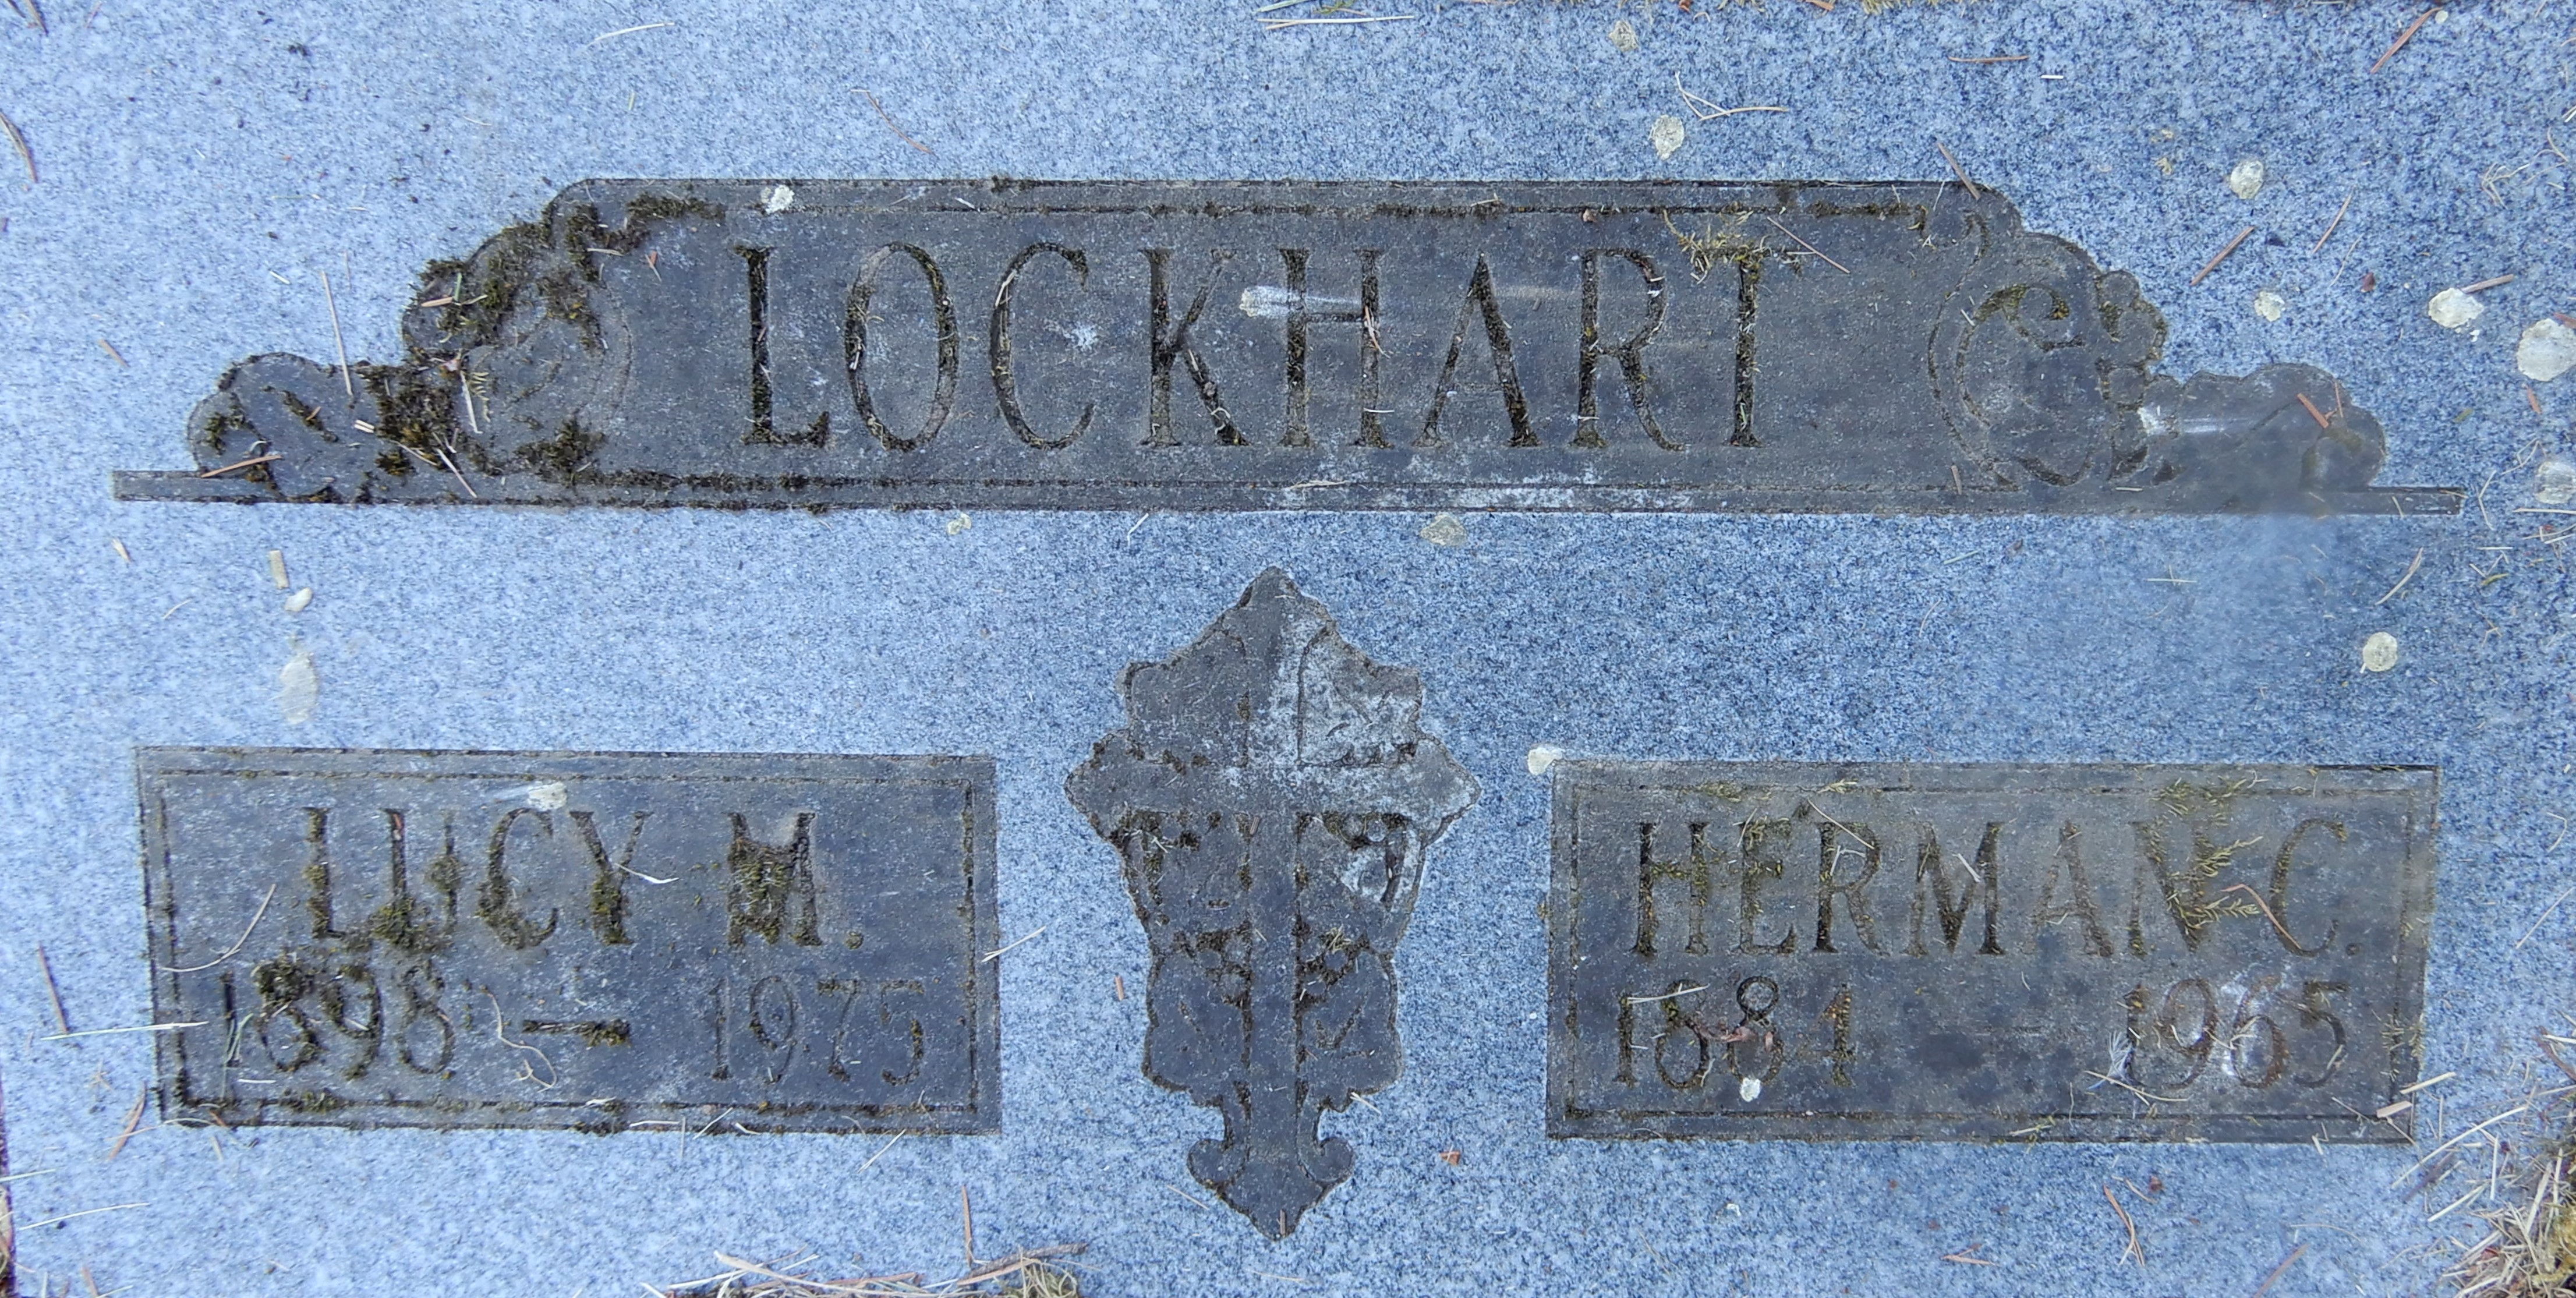 LOCKHART
LUCY M.
1898 — 1975
HERMAN C.
1884 — 1965